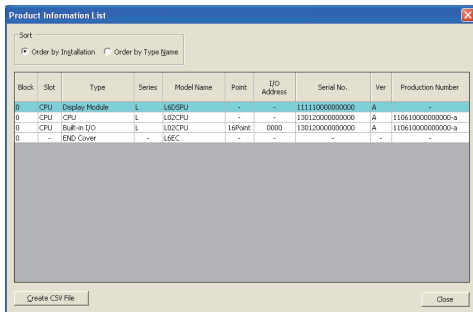 Product Information List
Sort
Order by Installation Order by Type Name
Block Slot Type Series Model Name Point I/O Address Serial No. Ver Production Number
0 CPU Display Module L L6DSPU - - 111110000000000 A -
0 CPU CPU L L02CPU - - 130120000000000 A 110610000000000-a
0 CPU Built-in I/O L L02CPU 16Point 0000 130120000000000 A 110610000000000-a
0 - END Cover - L6EC - - - - -
Create CSV File Close